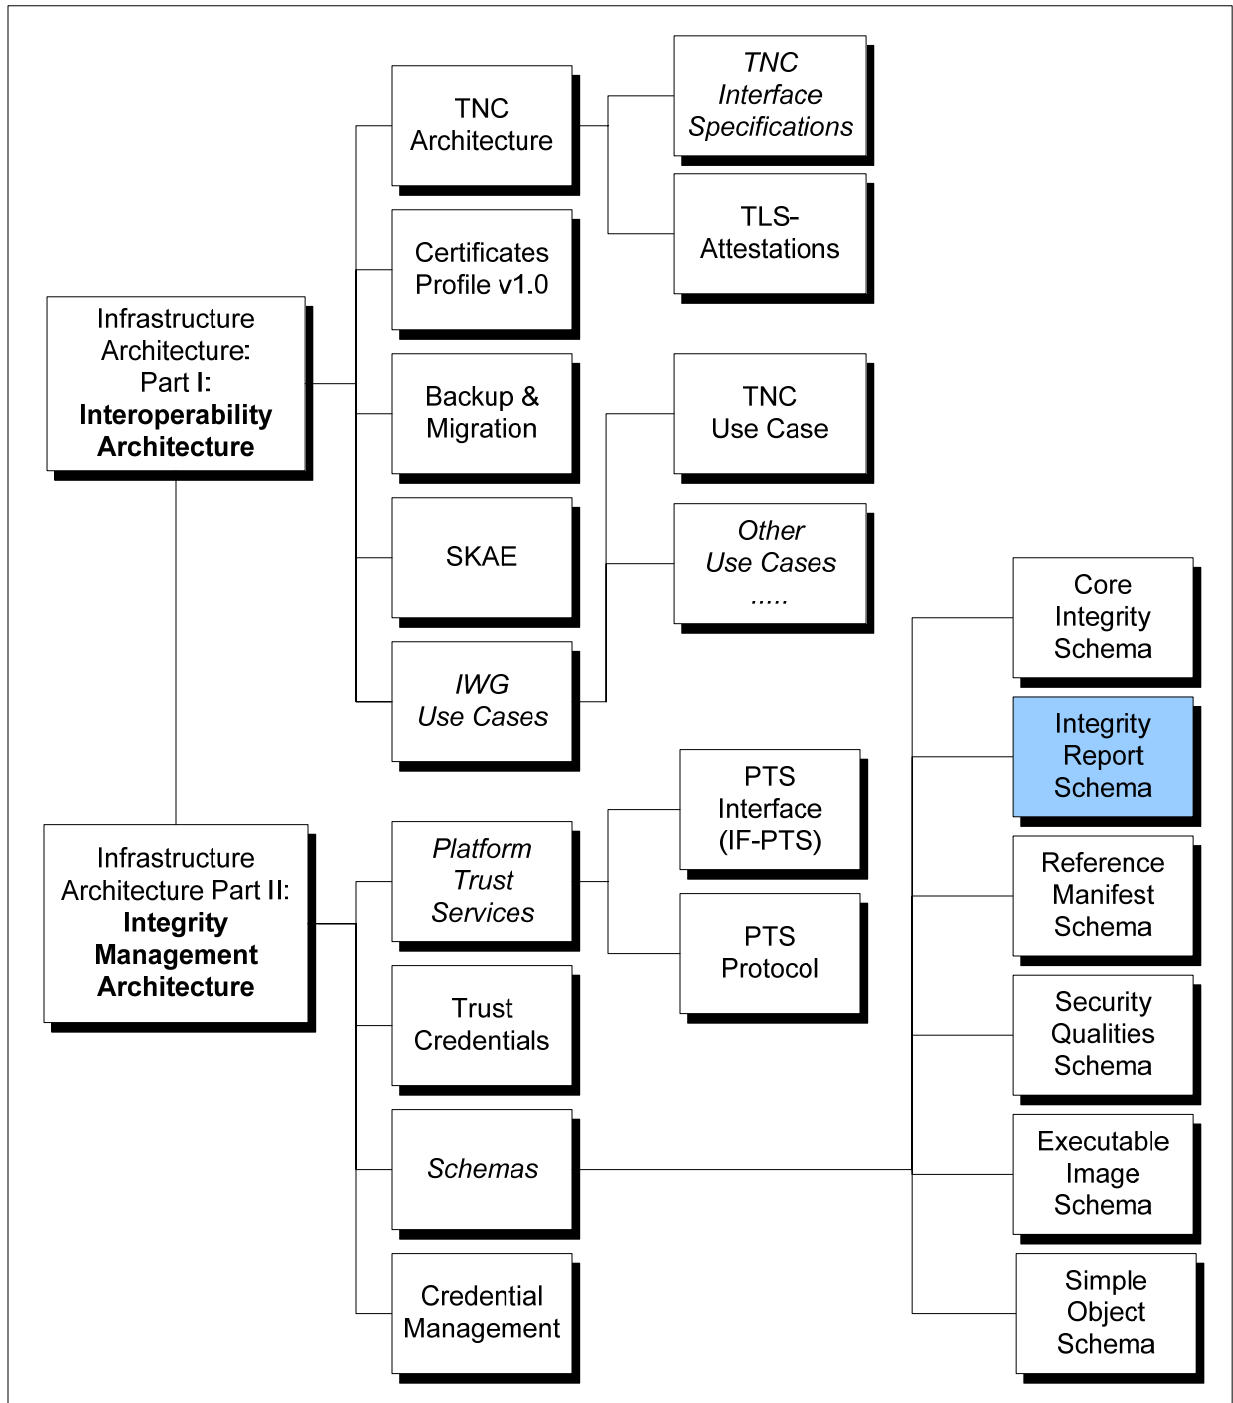 TNC
Architecture
TNC
Interface
Specifications
TLS-
Attestations
Certificates
Profile v1.0
Infrastructure
Architecture:
Part I:
Interoperability
Architecture
Backup &
Migration
TNC
Use Case
SKAE
Other
Use Cases
.....
IWG
Use Cases
Core
Integrity
Schema
Integrity
Report
Schema
PTS
Interface
(IF-PTS)
Infrastructure
Architecture Part II:
Integrity
Management
Architecture
Platform
Trust
Services
Reference
Manifest
Schema
PTS
Protocol
Trust
Credentials
Security
Qualities
Schema
Schemas
Executable
Image
Schema
Credential
Management
Simple
Object
Schema